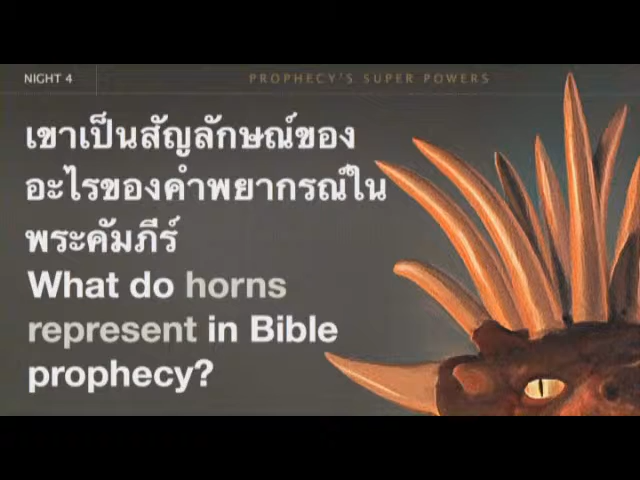 NIGHT 4
PROPHECY'S SUPER POWERS
เขาเป็นสัญลักษณ์ของ
อะไรของคำพยากรณ์ใน
พระคัมภีร์
What do horns
represent in Bible
prophecy?